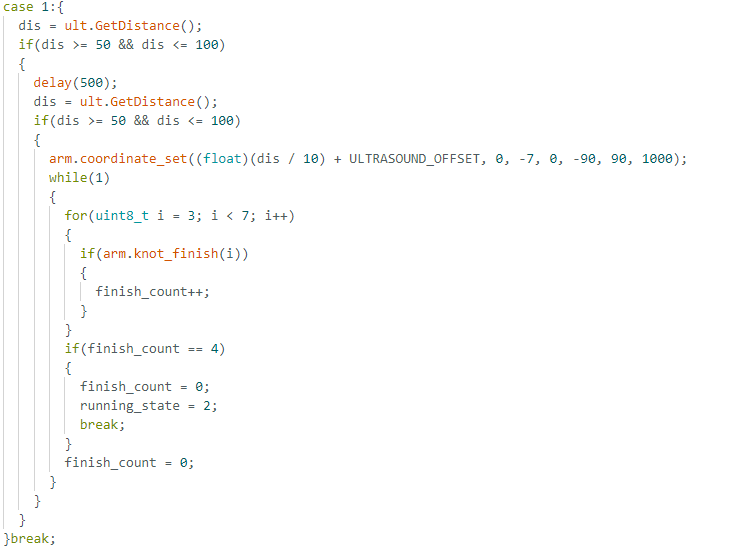 case 1:{
dis = ult.GetDistance();
if(dis >= 50 && dis <= 100)
{
delay(500);
dis = ult.GetDistance();
if(dis >= 50 && dis <= 100)
{
arm.coordinate_set((float)(dis / 10) + ULTRASOUND_OFFSET, 0, -7, 0, -90, 90, 1000);
while(1)
{
for(uint8_t i = 3; i < 7; i++)
{
if(arm.knot_finish(i))
{
finish_count++;
}
}
if(finish_count == 4)
{
finish_count = 0;
running_state = 2;
break;
}
finish_count = 0;
}
}
}
}break;